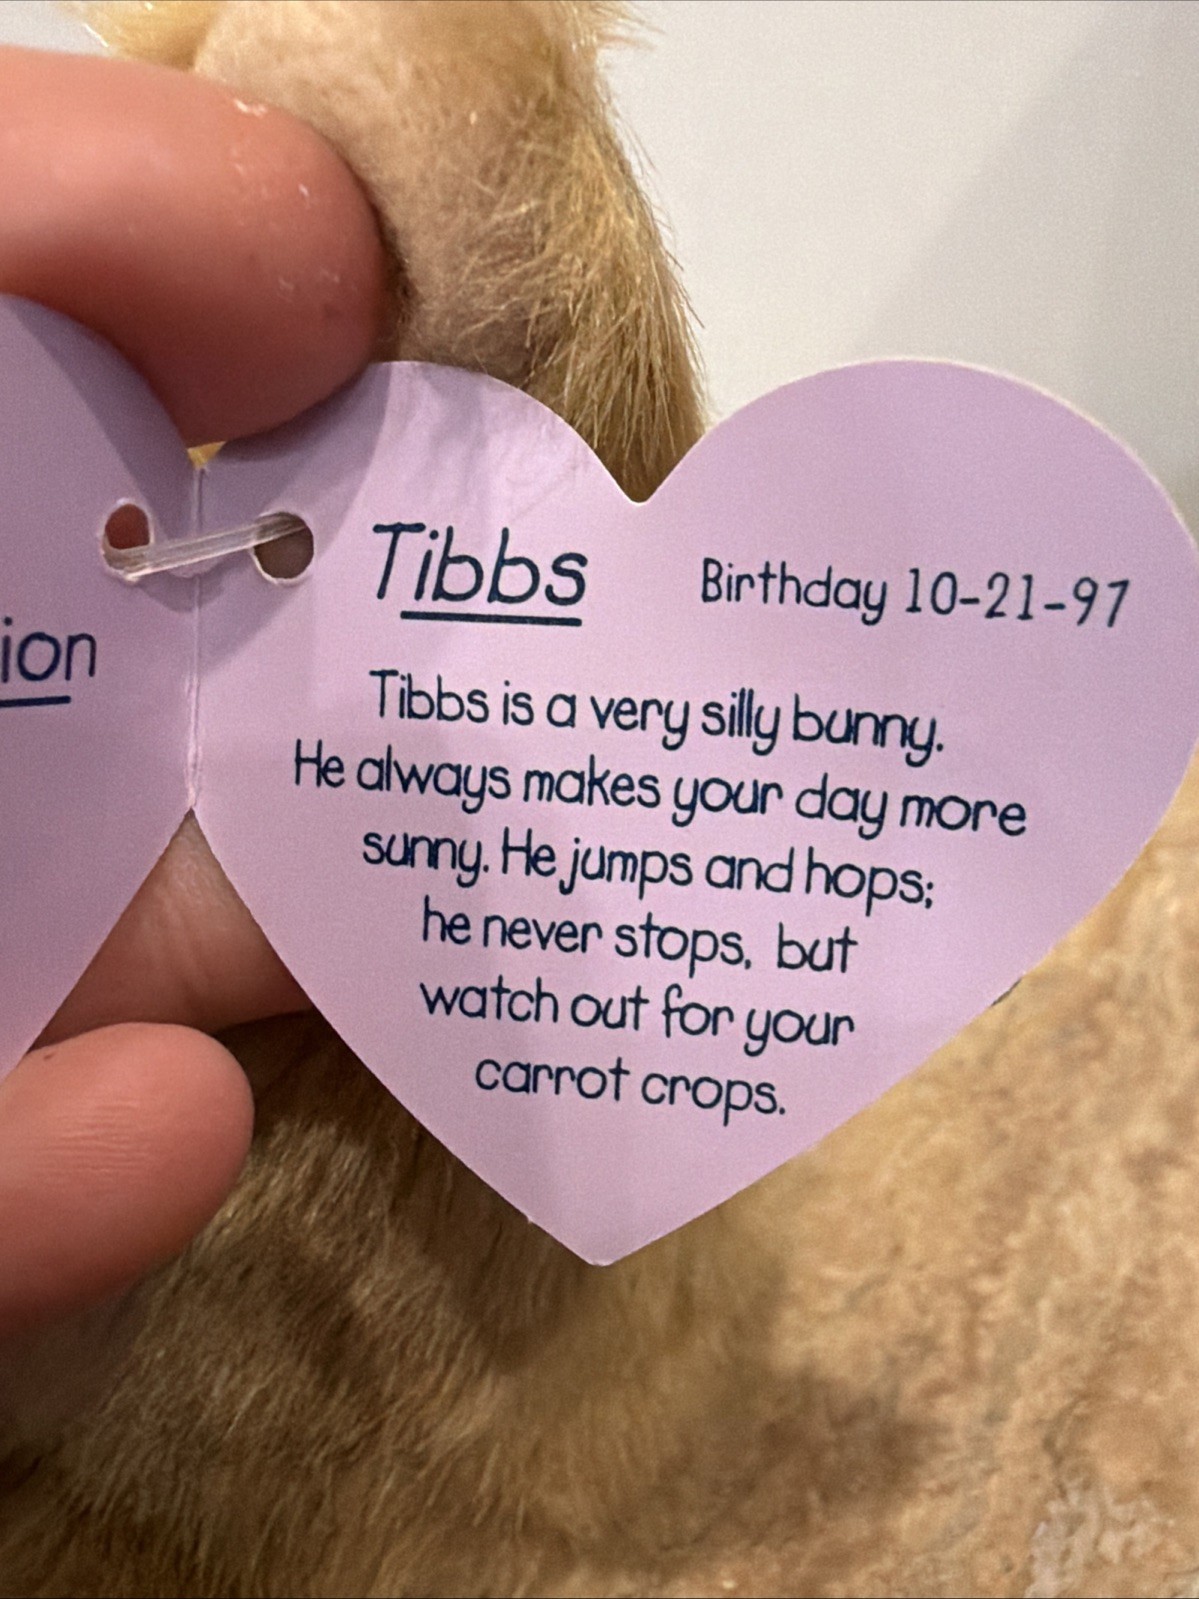 ion
Tibbs
Birthday 10-21-97
Tibbs is a very silly bunny.
He always makes your day more
sunny. He jumps and hops;
he never stops, but
watch out for your
carrot crops.